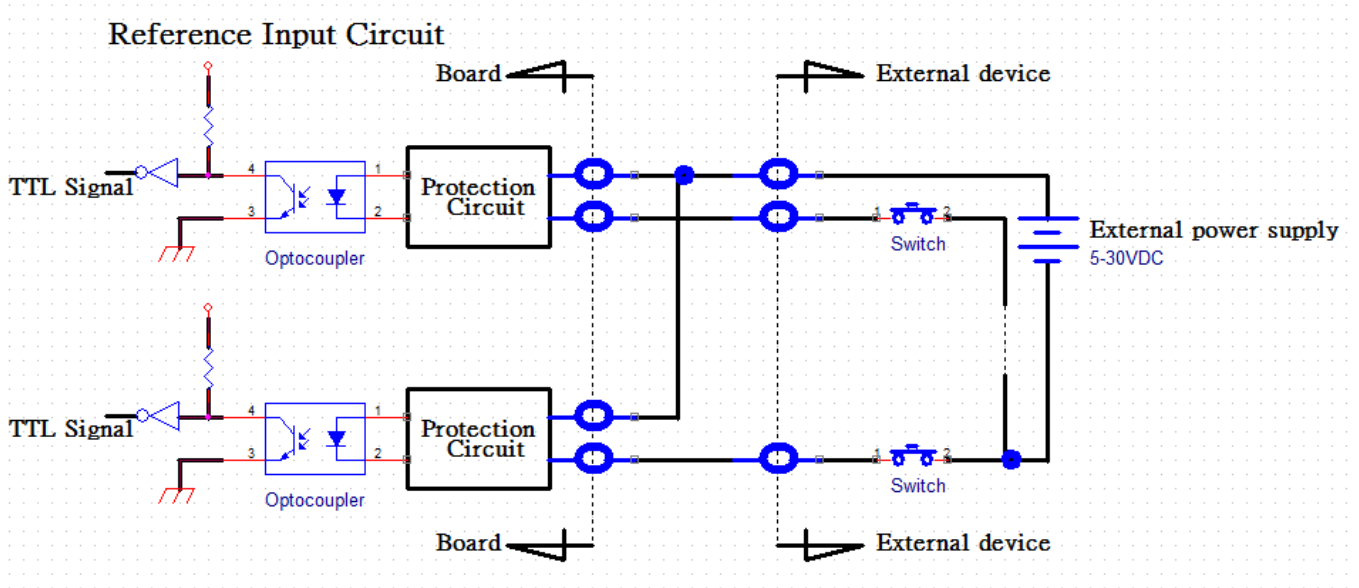 Reference Input Circuit
Board
External device
TTL Signal
4
3
1
2
Optocoupler
Protection
Circuit
1
2
Switch
External power supply
5-30VDC
TTL Signal
4
3
1
2
Optocoupler
Protection
Circuit
1
2
Switch
Board
External device